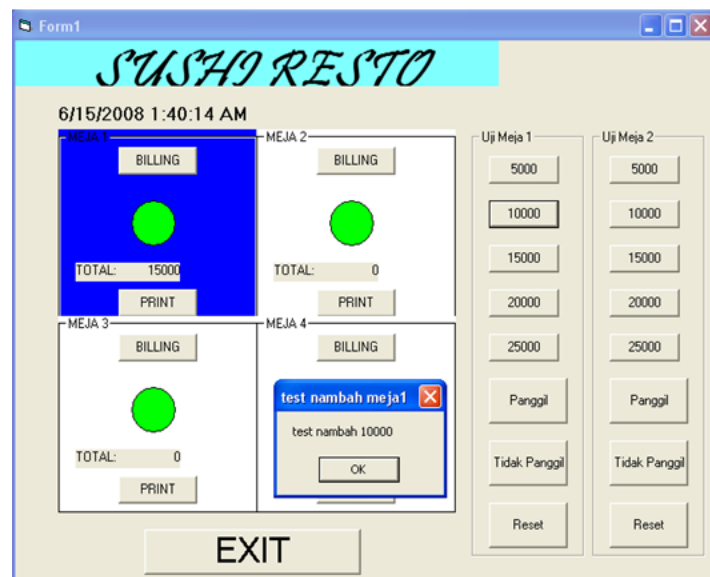 Form1
SUSHI RESTO
6/15/2008 1:40:14 AM
MEJA 1
BILLING
TOTAL: 15000
PRINT
MEJA 2
BILLING
TOTAL: 0
PRINT
MEJA 3
BILLING
TOTAL: 0
PRINT
MEJA 4
BILLING
test nambah meja1
test nambah 10000
OK
EXIT
Uji Meja 1
5000
10000
15000
20000
25000
Panggil
Tidak Panggil
Reset
Uji Meja 2
5000
10000
15000
20000
25000
Panggil
Tidak Panggil
Reset